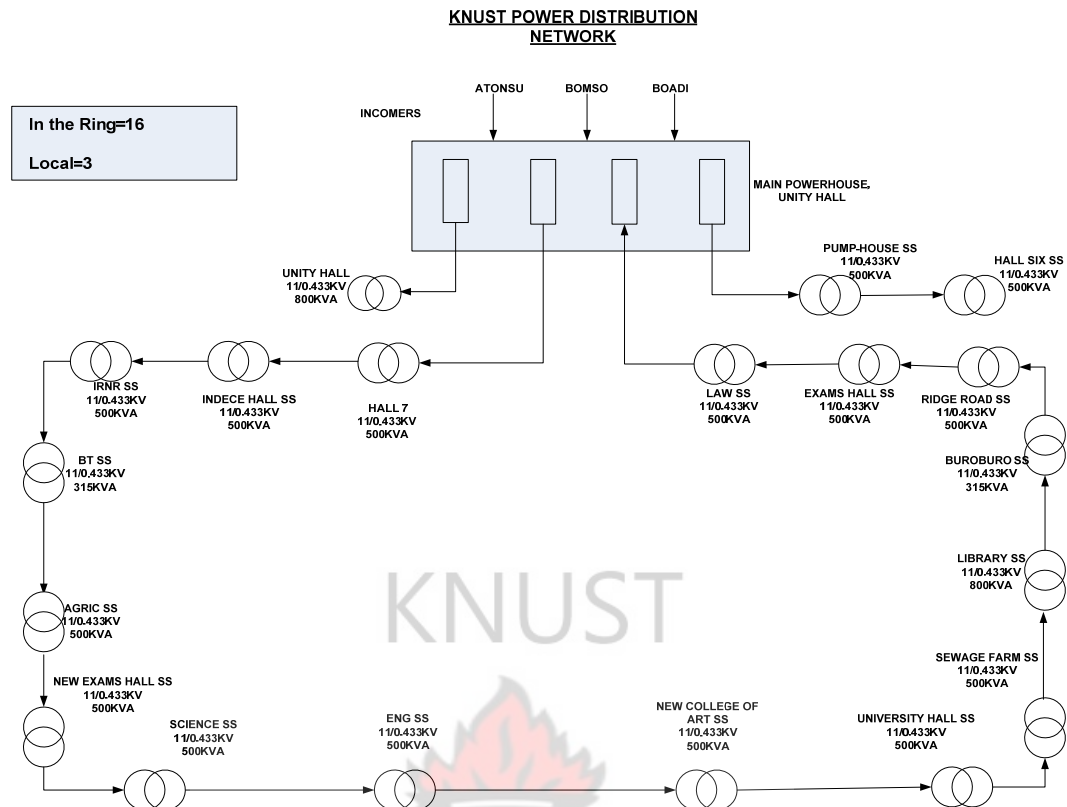 KNUST POWER DISTRIBUTION
NETWORK
ATONSU
BOMSO
BOADI
INCOMERS
In the Ring=16
Local=3
MAIN POWERHOUSE,
UNITY HALL
UNITY HALL
11/0.433KV
800KVA
PUMP-HOUSE SS
11/0.433KV
500KVA
HALL SIX SS
11/0.433KV
500KVA
IRNR SS
11/0.433KV
500KVA
INDECE HALL SS
11/0.433KV
500KVA
HALL 7
11/0.433KV
500KVA
LAW SS
11/0.433KV
500KVA
EXAMS HALL SS
11/0.433KV
500KVA
RIDGE ROAD SS
11/0.433KV
500KVA
BT SS
11/0.433KV
315KVA
BUROBURO SS
11/0.433KV
315KVA
LIBRARY SS
11/0.433KV
800KVA
AGRIC SS
11/0.433KV
500KVA
KNUST
SEWAGE FARM SS
11/0.433KV
500KVA
NEW EXAMS HALL SS
11/0.433KV
500KVA
SCIENCE SS
11/0.433KV
500KVA
ENG SS
11/0.433KV
500KVA
NEW COLLEGE OF
ART SS
11/0.433KV
500KVA
UNIVERSITY HALL SS
11/0.433KV
500KVA